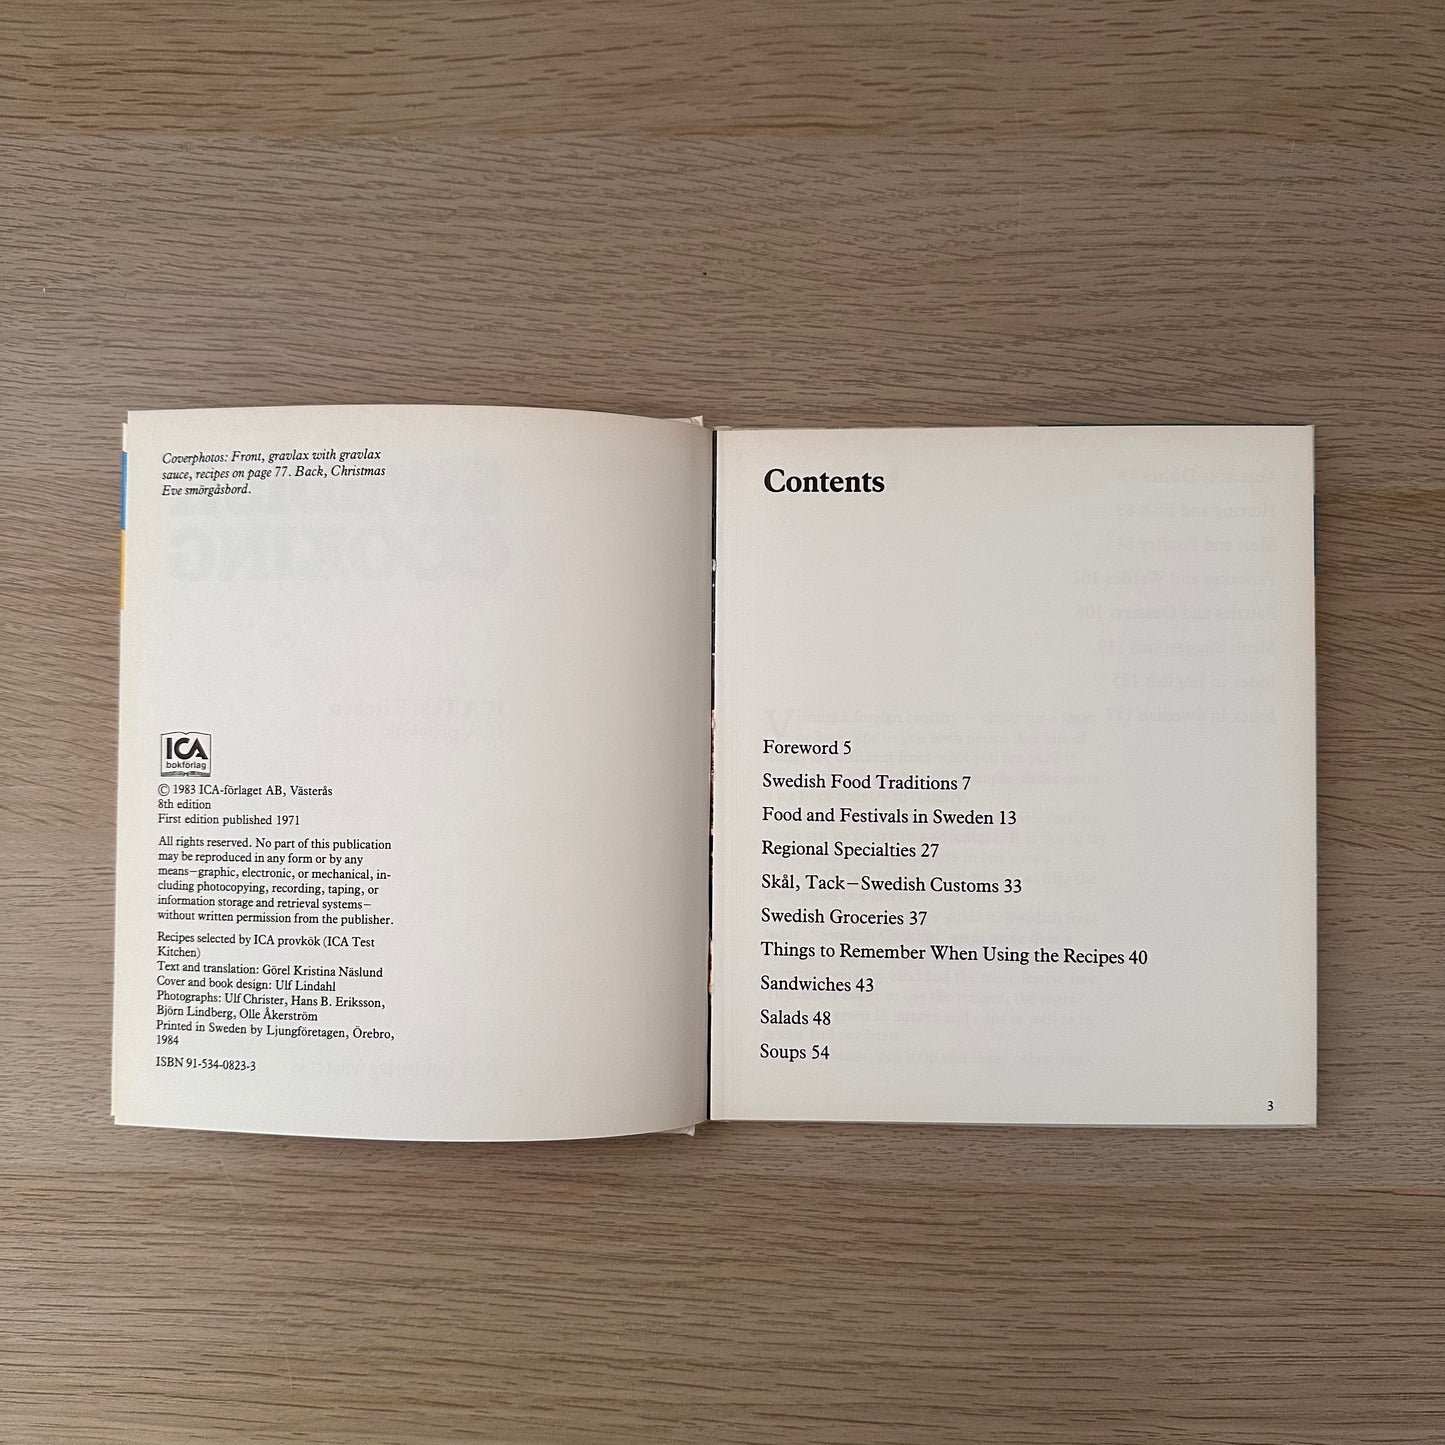 Coverphotos: Front, gravlax with gravlax
sauce, recipes on page 77. Back, Christmas
Eve smörgåsbord.
ICA
bokförlag
© 1983 ICA-förlaget AB, Västerås
8th edition
First edition published 1971
All rights reserved. No part of this publication
may be reproduced in any form or by any
means—graphic, electronic, or mechanical, in-
cluding photocopying, recording, taping, or
information storage and retrieval systems—
without written permission from the publisher.
Recipes selected by ICA provkök (ICA Test
Kitchen)
Text and translation: Görel Kristina Näslund
Cover and book design: Ulf Lindahl
Photographs: Ulf Christer, Hans B. Eriksson,
Björn Lindberg, Olle Åkerström
Printed in Sweden by Ljungföretagen, Örebro,
1984
ISBN 91-534-0823-3
Contents
Foreword 5
Swedish Food Traditions 7
Food and Festivals in Sweden 13
Regional Specialties 27
Skål, Tack—Swedish Customs 33
Swedish Groceries 37
Things to Remember When Using the Recipes 40
Sandwiches 43
Salads 48
Soups 54
3